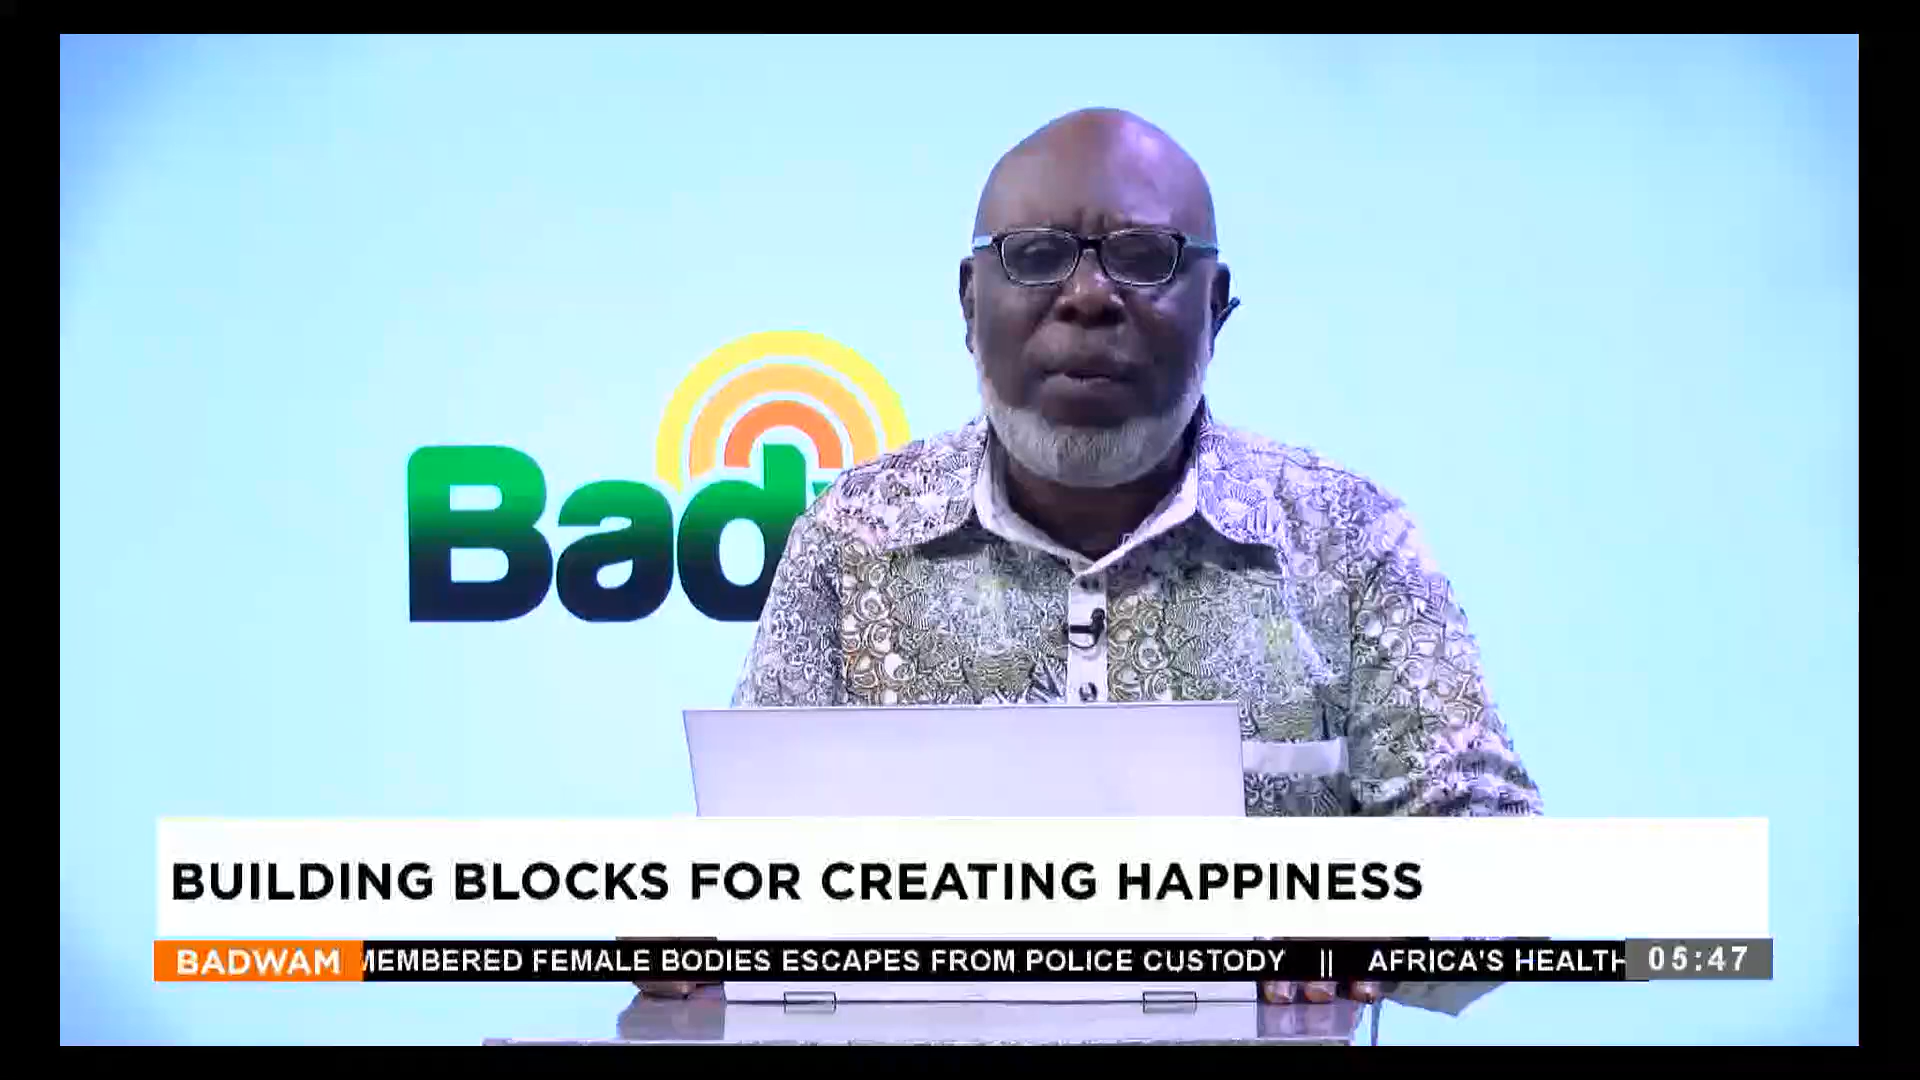 Bad
BUILDING BLOCKS FOR CREATING HAPPINESS
BADWAM
MEMBERED FEMALE BODIES ESCAPES FROM POLICE CUSTODY || AFRICA'S HEALTH
05:47